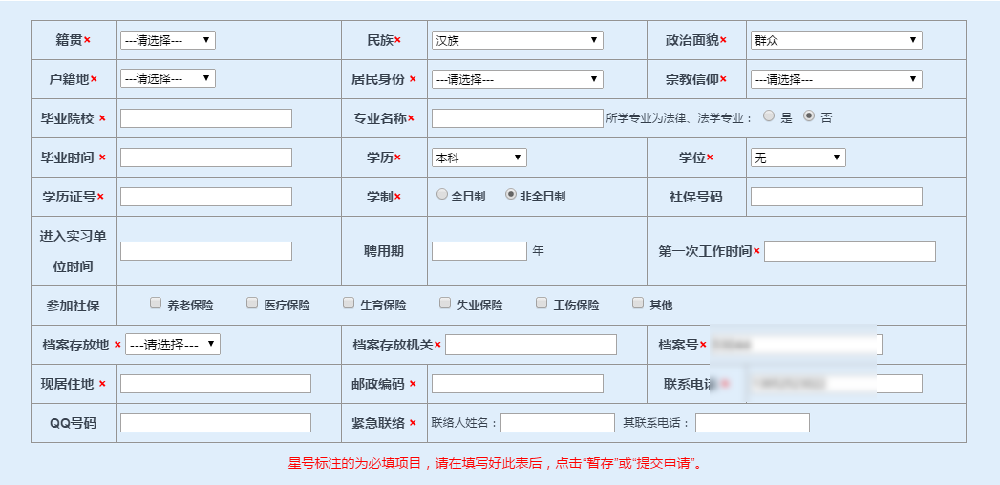 籍贯× ---请选择--- 民族× 汉族 政治面貌× 群众
户籍地× ---请选择--- 居民身份 × ---请选择--- 宗教信仰× ---请选择---
毕业院校 × 专业名称× 所学专业为法律、法学专业： 是 否
毕业时间 × 学历× 本科 学位× 无
学历证号× 学制× 全日制 非全日制 社保号码
进入实习单
位时间 聘用期 年 第一次工作时间×
参加社保 养老保险 医疗保险 生育保险 失业保险 工伤保险 其他
档案存放地 × ---请选择--- 档案存放机关× 档案号×
现居住地 × 邮政编码 × 联系电话
QQ号码 紧急联络 × 联络人姓名： 其联系电话：
星号标注的为必填项目，请在填写好此表后，点击“暂存”或“提交申请”。